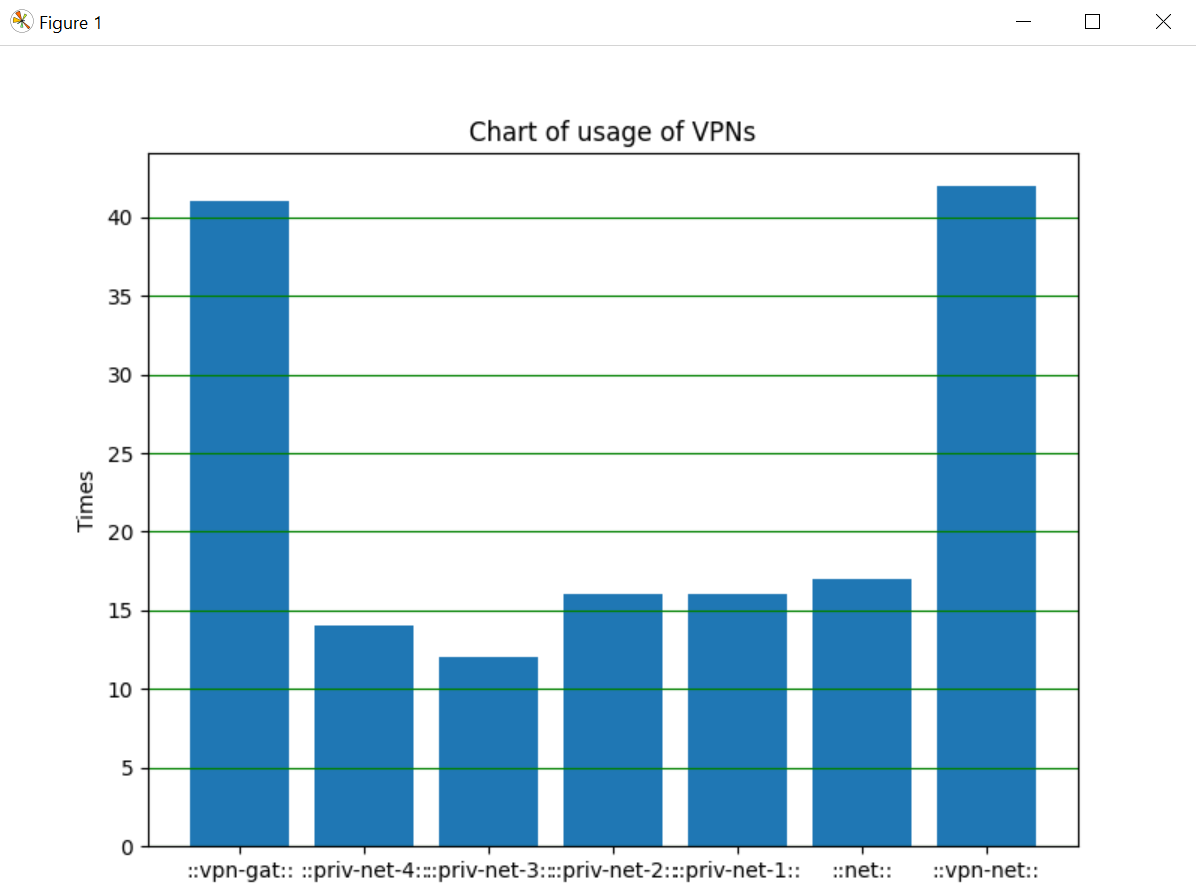 Figure 1
Chart of usage of VPNs
40
35
30
25
20
15
10
5
0
Times
::vpn-gat:: ::priv-net-4:: ::priv-net-3:: ::priv-net-2:: ::priv-net-1:: ::net:: ::vpn-net::